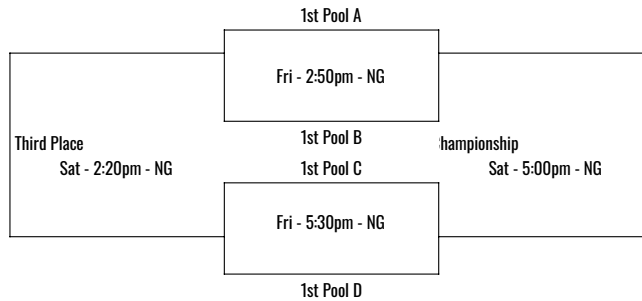 1st Pool A
Fri - 2:50pm - NG
1st Pool B
Third Place
Sat - 2:20pm - NG
hampionship
Sat - 5:00pm - NG
1st Pool C
Fri - 5:30pm - NG
1st Pool D